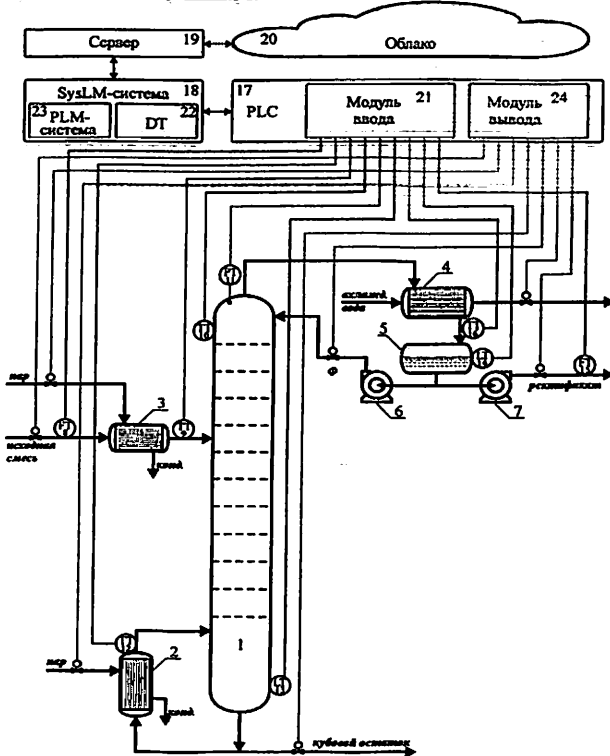 Сервер 19
20 Облако
SysLM-система 18
23 PLM-система
DT 22
17 PLC
Модуль ввода 21
Модуль вывода 24
4
охлажд. вода
5
Ф
6
7
ректификат
пар
3
исходная смесь
конд.
1
2
пар
конд.
кубовой остаток